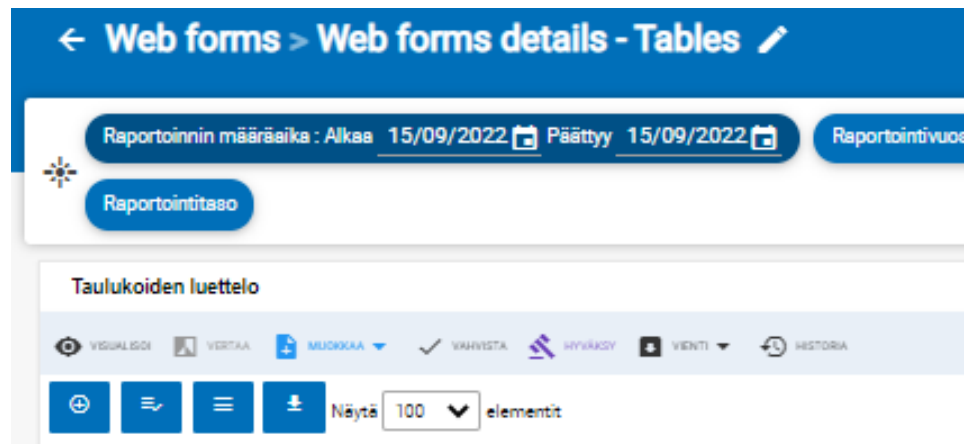 ← Web forms > Web forms details - Tables
Raportoinnin määräaika : Alkaa 15/09/2022 Päättyy 15/09/2022 Raportointivuos
Raportointitaso
Taulukoiden luettelo
VISUALISOI VERTAA MUOKKAA VAHVISTA HYVÄKSY VIENTI HISTORIA
Näytä 100 elementit